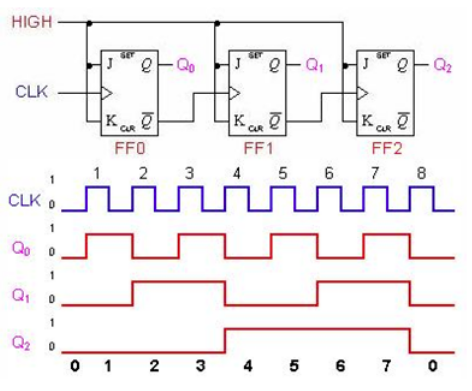 HIGH
J SET Q Q0 J SET Q Q1 J SET Q Q2
CLK
K CLR Q K CLR Q K CLR Q
FF0 FF1 FF2
1 2 3 4 5 6 7 8
CLK 1 0
Q0 1 0
Q1 1 0
Q2 1 0
0 1 2 3 4 5 6 7 0